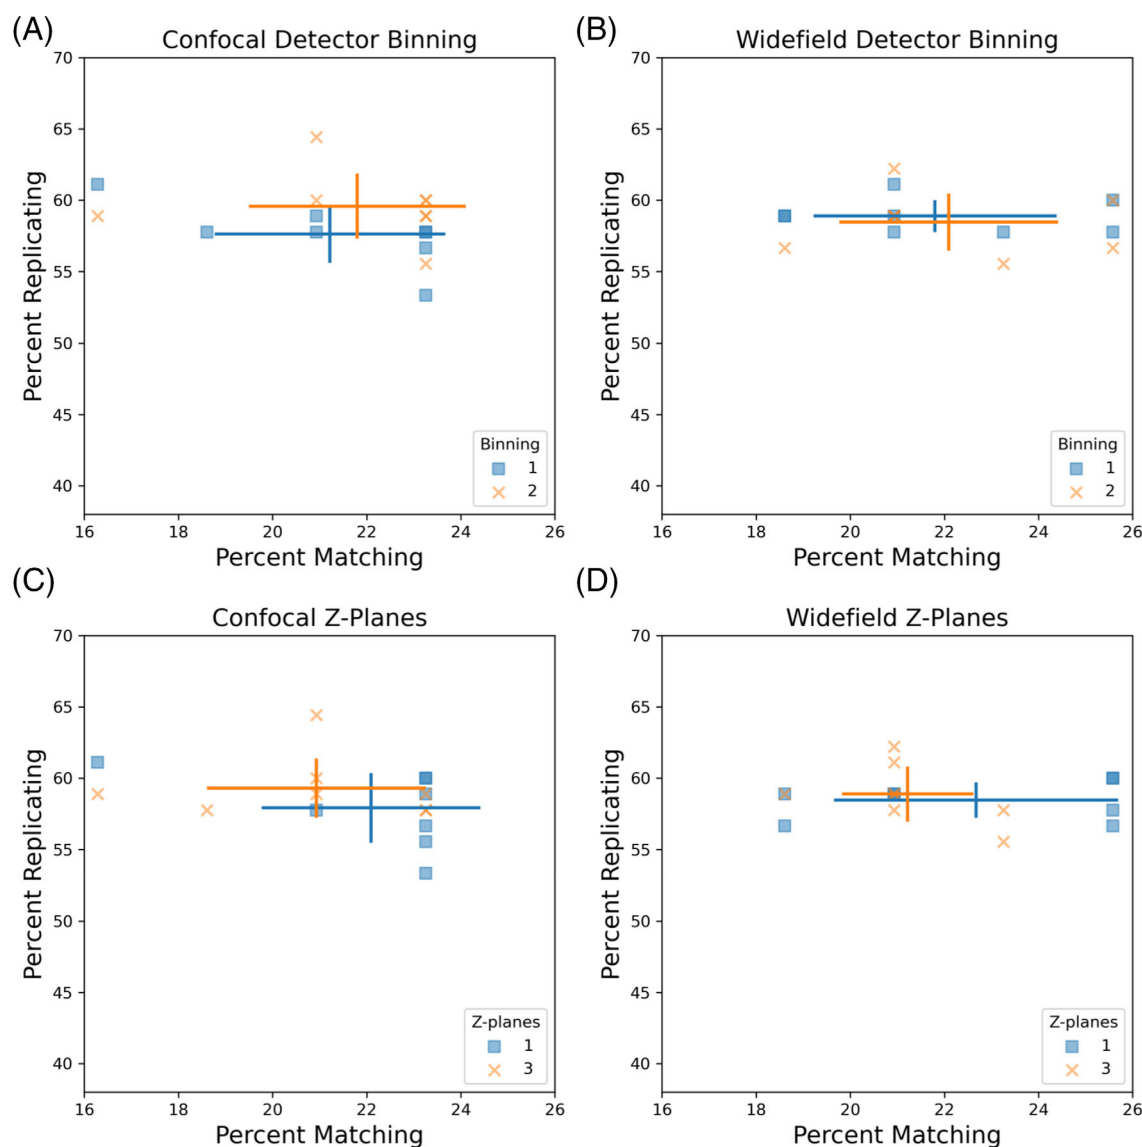 (A)
Confocal Detector Binning
70
65
60
55
50
45
40
Percent Replicating
Binning
1
2
16 18 20 22 24 26
Percent Matching
(B)
Widefield Detector Binning
70
65
60
55
50
45
40
Percent Replicating
Binning
1
2
16 18 20 22 24 26
Percent Matching
(C)
Confocal Z-Planes
70
65
60
55
50
45
40
Percent Replicating
Z-planes
1
3
16 18 20 22 24 26
Percent Matching
(D)
Widefield Z-Planes
70
65
60
55
50
45
40
Percent Replicating
Z-planes
1
3
16 18 20 22 24 26
Percent Matching